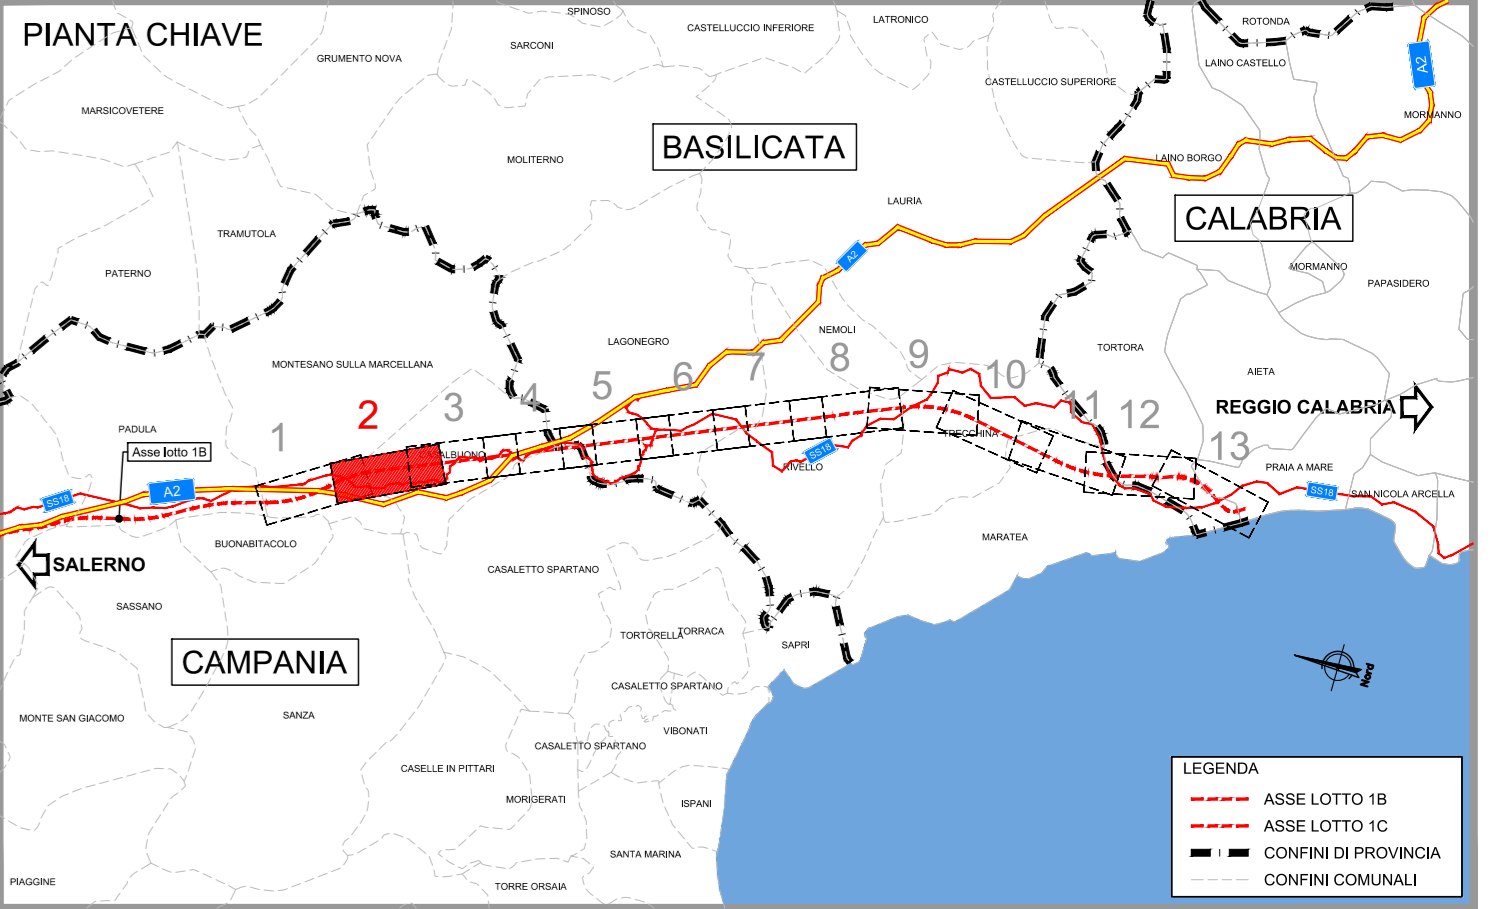 PIANTA CHIAVE
SPINOSO
LATRONICO
ROTONDA
CASTELLUCCIO INFERIORE
SARCONI
GRUMENTO NOVA
LAINO CASTELLO
A2
CASTELLUCCIO SUPERIORE
MARSICOVETERE
MORMANNO
BASILICATA
MOLITERNO
LAINO BORGO
LAURIA
CALABRIA
TRAMUTOLA
A2
PATERNO
MORMANNO
PAPASIDERO
NEMOLI
LAGONEGRO
TORTORA
MONTESANO SULLA MARCELLANA
AIETA
1
2
3
4
5
6
7
8
9
10
11
12
13
REGGIO CALABRIA
PADULA
Asse lotto 1B
CASALBUONO
TRECCHINA
SS18
RIVELLO
PRAIA A MARE
SS18
A2
SS18
SAN NICOLA ARCELLA
BUONABITACOLO
MARATEA
SALERNO
CASALETTO SPARTANO
SASSANO
TORTORELLA
TORRACA
SAPRI
CAMPANIA
Nord
CASALETTO SPARTANO
MONTE SAN GIACOMO
SANZA
VIBONATI
CASALETTO SPARTANO
CASELLE IN PITTARI
MORIGERATI
ISPANI
SANTA MARINA
PIAGGINE
TORRE ORSAIA
LEGENDA
ASSE LOTTO 1B
ASSE LOTTO 1C
CONFINI DI PROVINCIA
CONFINI COMUNALI